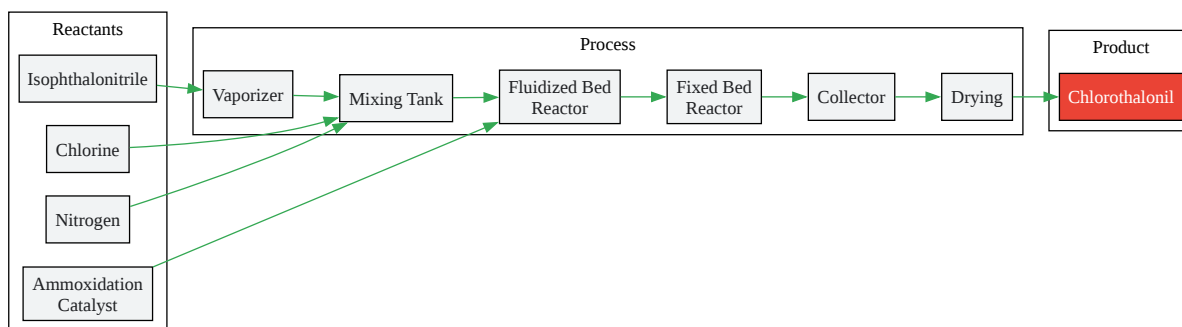 Reactants
Isophthalonitrile
Chlorine
Nitrogen
Ammoxidation
Catalyst
Process
Vaporizer
Mixing Tank
Fluidized Bed
Reactor
Fixed Bed
Reactor
Collector
Drying
Product
Chlorothalonil